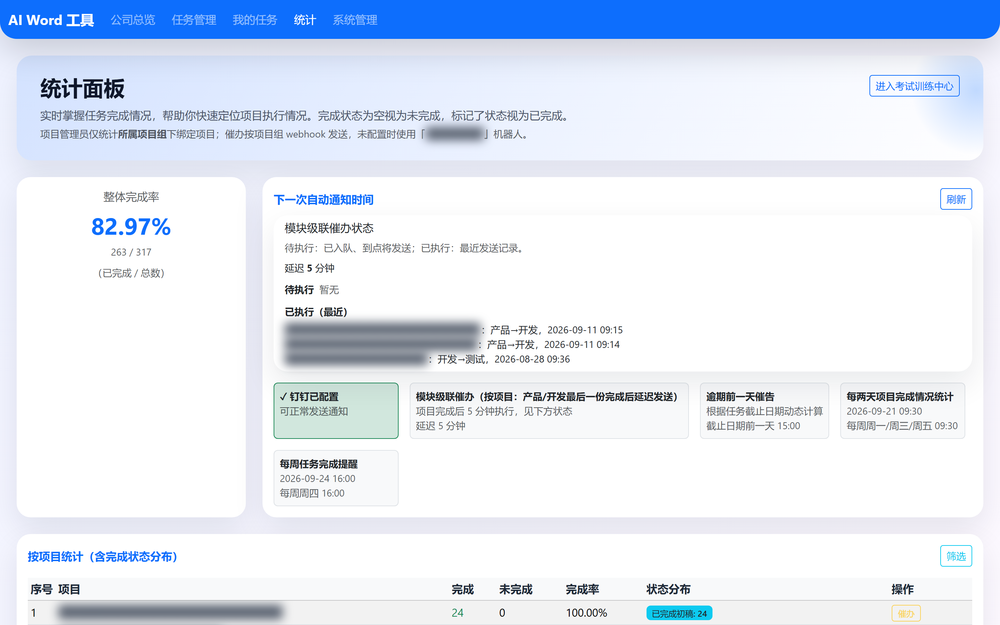 AI Word 工具 公司总览 任务管理 我的任务 统计 系统管理
统计面板
进入考试训练中心
实时掌握任务完成情况，帮助你快速定位项目执行情况。完成状态为空视为未完成，标记了状态视为已完成。
项目管理员仅统计所属项目组下绑定项目；催办按项目组 webhook 发送，未配置时使用「 」机器人。
整体完成率
82.97%
263 / 317
(已完成 / 总数)
下一次自动通知时间
刷新
模块级联催办状态
待执行：已入队、到点将发送；已执行：最近发送记录。
延迟 5 分钟
待执行 暂无
已执行（最近）
：产品→开发，2026-09-11 09:15
：产品→开发，2026-09-11 09:14
：开发→测试，2026-08-28 09:36
✓ 钉钉已配置
可正常发送通知
模块级联催办（按项目：产品/开发最后一份完成后延迟发送）
项目完成后 5 分钟执行，见下方状态
延迟 5 分钟
逾期前一天催告
根据任务截止日期动态计算
截止日期前一天 15:00
每两天项目完成情况统计
2026-09-21 09:30
每周周一/周三/周五 09:30
每周任务完成提醒
2026-09-24 16:00
每周周四 16:00
按项目统计（含完成状态分布）
筛选
序号 项目 完成 未完成 完成率 状态分布 操作
1 24 0 100.00% 已完成初稿: 24 催办